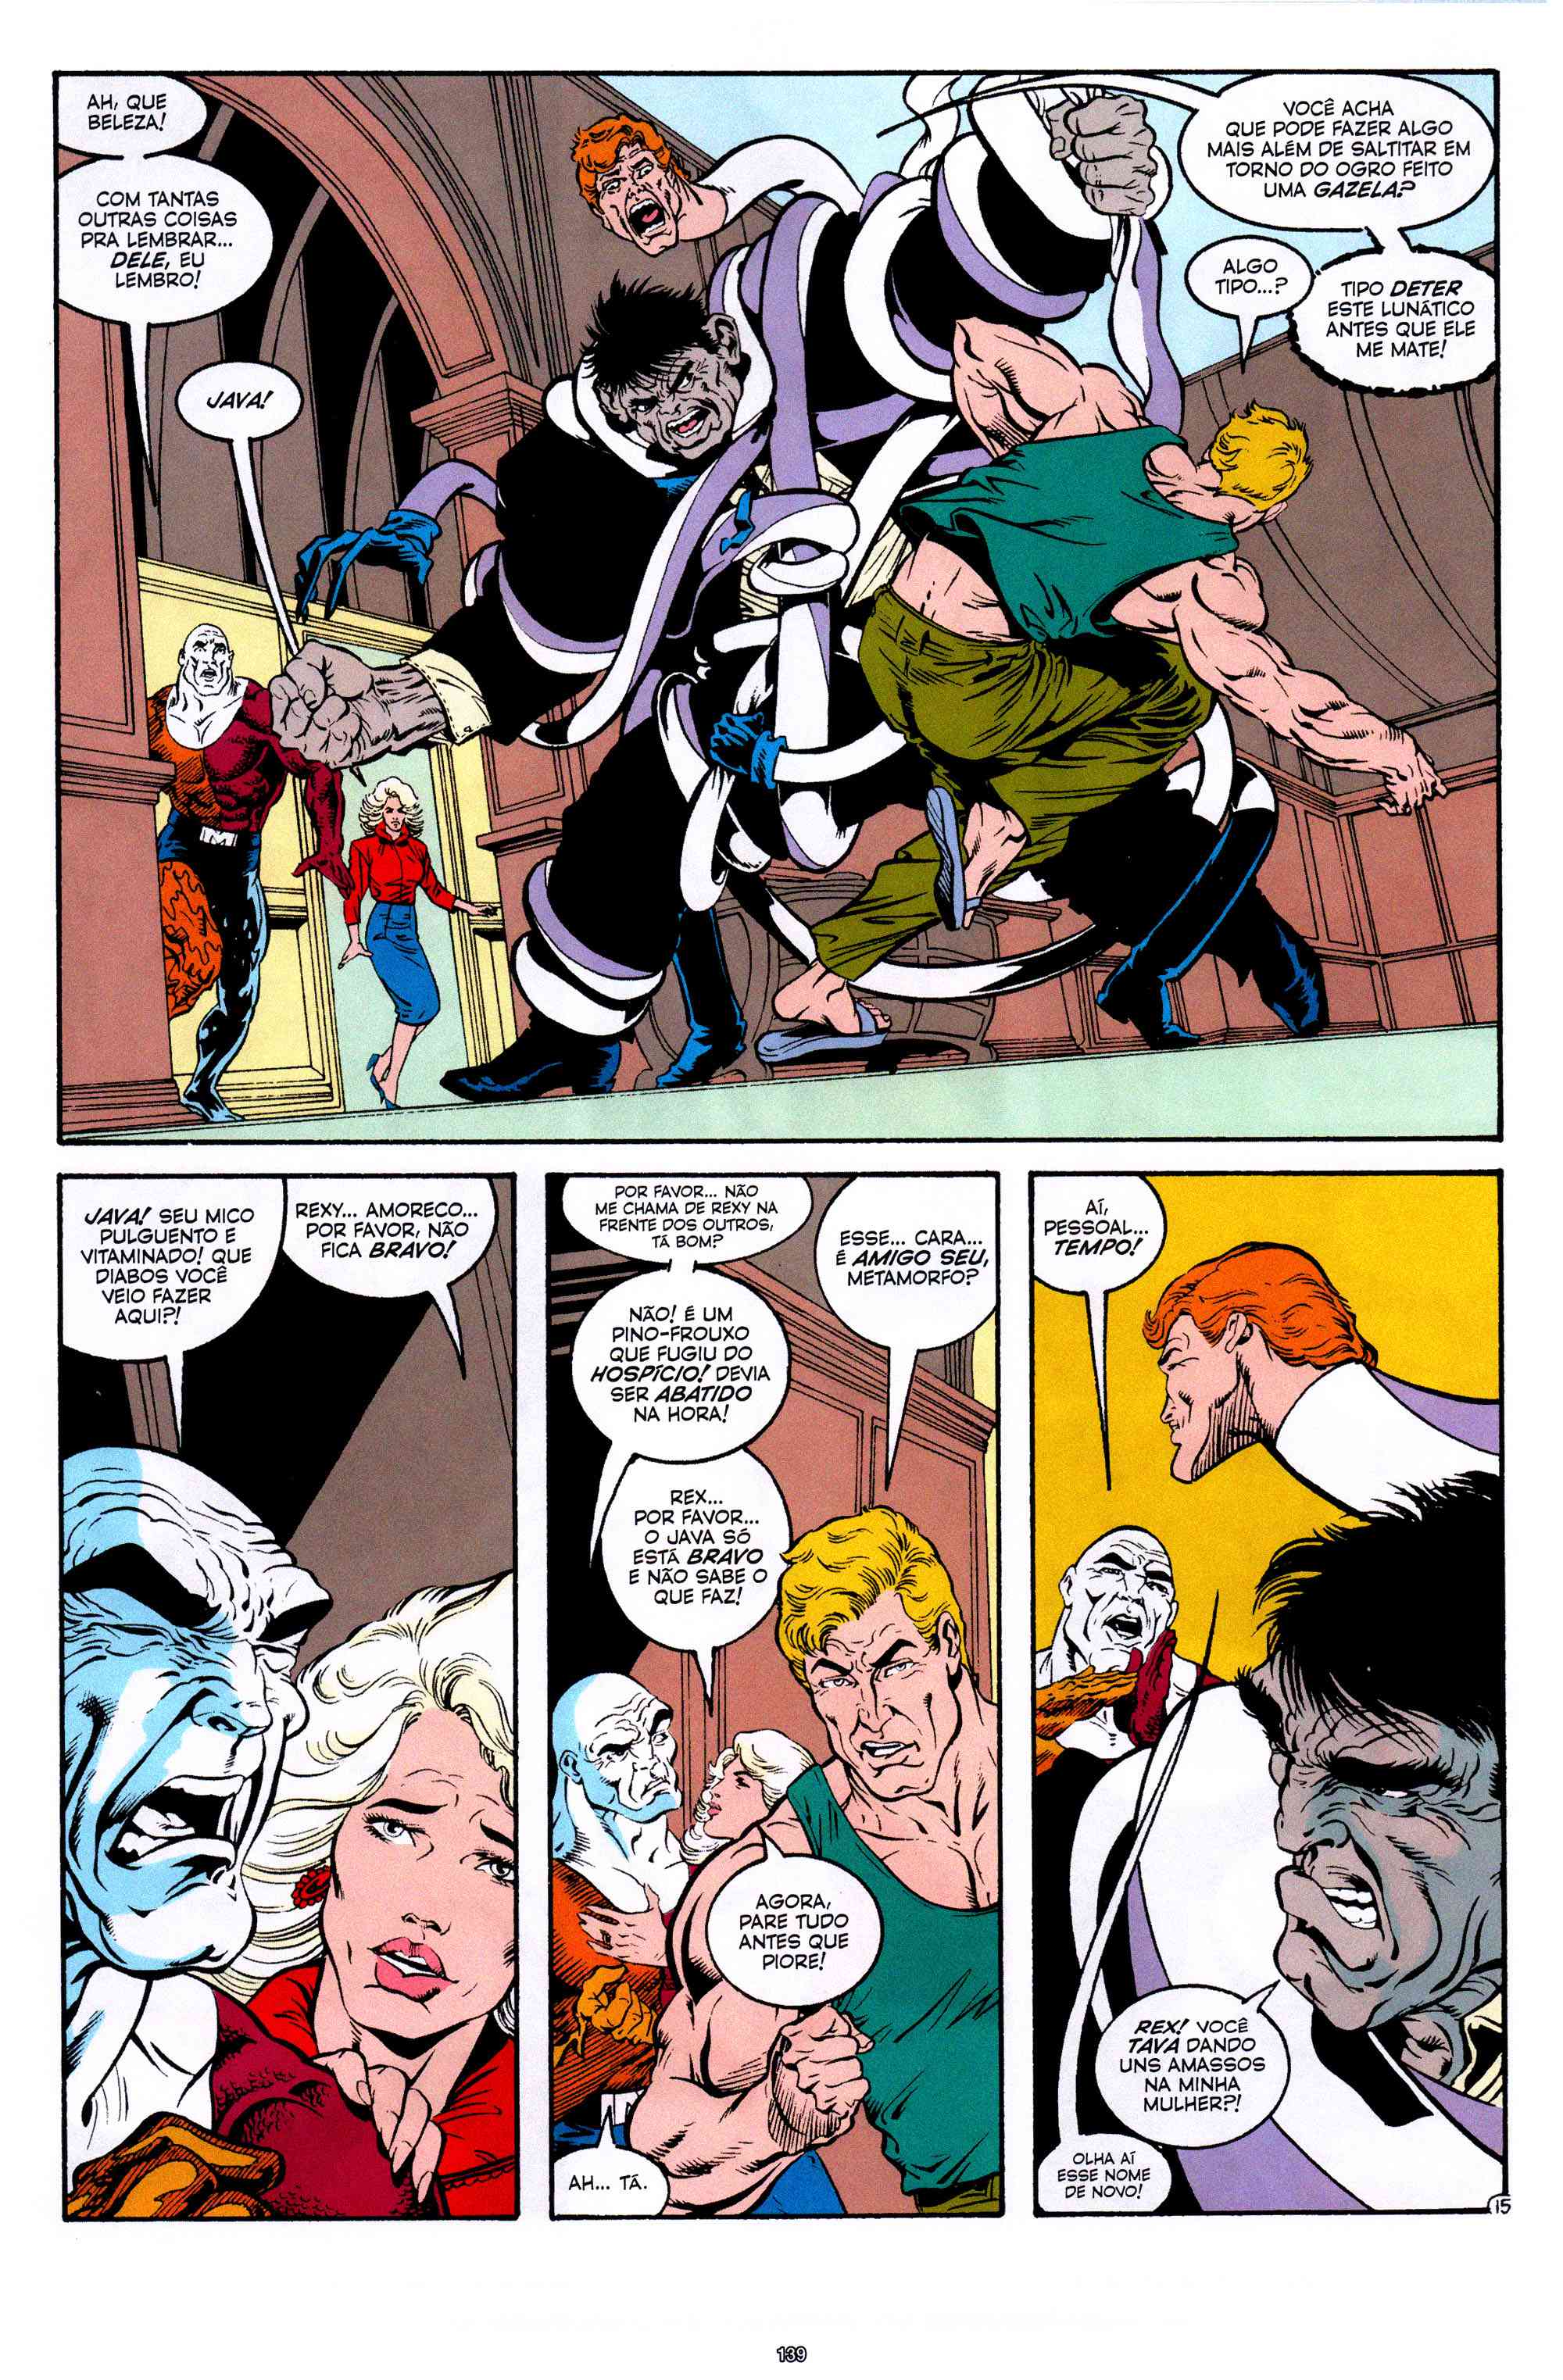 AH, QUE
BELEZA!
COM TANTAS
OUTRAS COISAS
PRA LEMBRAR...
DELE, EU
LEMBRO!
JAVA!
VOCÊ ACHA
QUE PODE FAZER ALGO
MAIS ALÉM DE SALTITAR EM
TORNO DO OGRO FEITO
UMA GAZELA?
ALGO
TIPO...?
TIPO DETER
ESTE LUNÁTICO
ANTES QUE ELE
ME MATE!
M
JAVA! SEU MICO
PULGUENTO E
VITAMINADO! QUE
DIABOS VOCÊ
VEIO FAZER
AQUI?!
REXY... AMORECO...
POR FAVOR, NÃO
FICA BRAVO!
POR FAVOR... NÃO
ME CHAMA DE REXY NA
FRENTE DOS OUTROS,
TÁ BOM?
ESSE... CARA...
É AMIGO SEU,
METAMORFO?
NÃO! É UM
PINO-FROUXO
QUE FUGIU DO
HOSPÍCIO! DEVIA
SER ABATIDO
NA HORA!
REX...
POR FAVOR...
O JAVA SÓ
ESTÁ BRAVO
E NÃO SABE O
QUE FAZ!
AGORA,
PARE TUDO
ANTES QUE
PIORE!
AH... TÁ.
AÍ,
PESSOAL...
TEMPO!
REX! VOCÊ
TAVA DANDO
UNS AMASSOS
NA MINHA
MULHER?!
OLHA AÍ
ESSE NOME
DE NOVO!
15
139